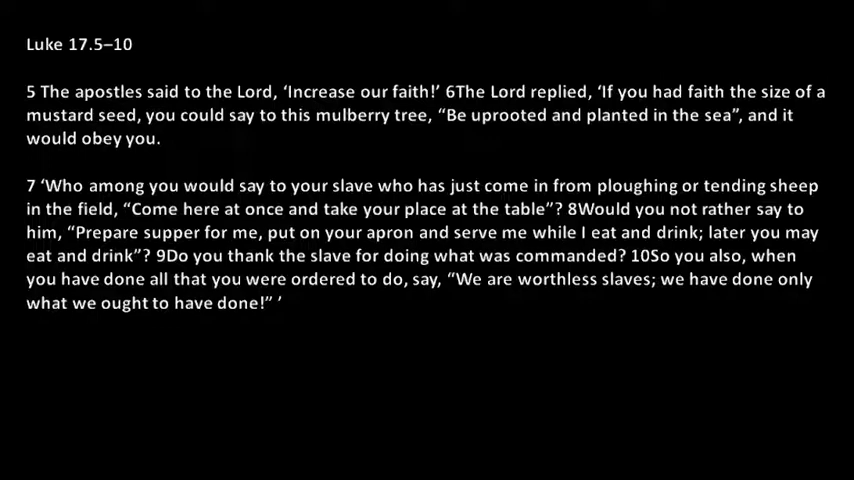 Luke 17.5–10
5 The apostles said to the Lord, ‘Increase our faith!’ 6The Lord replied, ‘If you had faith the size of a
mustard seed, you could say to this mulberry tree, “Be uprooted and planted in the sea”, and it
would obey you.
7 ‘Who among you would say to your slave who has just come in from ploughing or tending sheep
in the field, “Come here at once and take your place at the table”? 8Would you not rather say to
him, “Prepare supper for me, put on your apron and serve me while I eat and drink; later you may
eat and drink”? 9Do you thank the slave for doing what was commanded? 10So you also, when
you have done all that you were ordered to do, say, “We are worthless slaves; we have done only
what we ought to have done!” ’